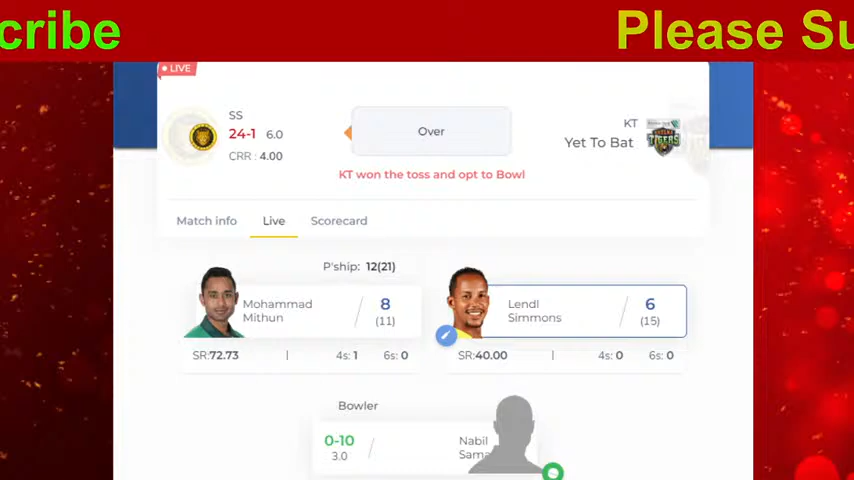 cribe
Please Su
LIVE
SS
24-1 6.0
CRR : 4.00
Over
KT
Yet To Bat
TIGERS
KT won the toss and opt to Bowl
Match info Live Scorecard
P'ship: 12(21)
Mohammad
Mithun
8
(11)
SR:72.73 | 4s: 1 6s: 0
Lendl
Simmons
6
(15)
SR:40.00 | 4s: 0 6s: 0
Bowler
0-10
3.0
Nabil
Sama